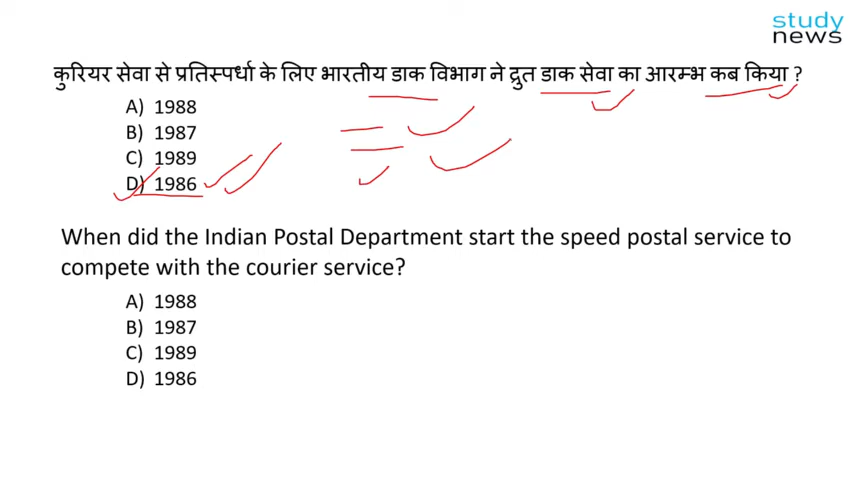 study
news
कुरियर सेवा से प्रतिस्पर्धा के लिए भारतीय डाक विभाग ने द्रुत डाक सेवा का आरम्भ कब किया ?
A) 1988
B) 1987
C) 1989
D) 1986
When did the Indian Postal Department start the speed postal service to
compete with the courier service?
A) 1988
B) 1987
C) 1989
D) 1986